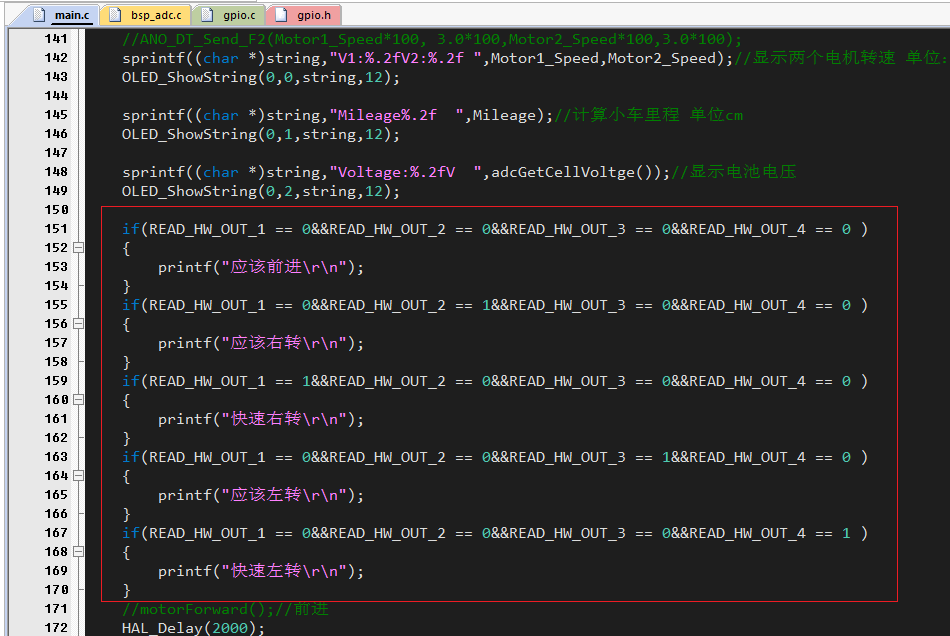 main.c bsp_adc.c gpio.c gpio.h
141 //ANO_DT_Send_F2(Motor1_Speed*100, 3.0*100,Motor2_Speed*100,3.0*100);
142 sprintf((char *)string,"V1:%.2fV2:%.2f ",Motor1_Speed,Motor2_Speed);//显示两个电机转速 单位:
143 OLED_ShowString(0,0,string,12);
144
145 sprintf((char *)string,"Mileage%.2f  ",Mileage);//计算小车里程 单位cm
146 OLED_ShowString(0,1,string,12);
147
148 sprintf((char *)string,"Voltage:%.2fV  ",adcGetCellVoltge());//显示电池电压
149 OLED_ShowString(0,2,string,12);
150
151 if(READ_HW_OUT_1 == 0&&READ_HW_OUT_2 == 0&&READ_HW_OUT_3 == 0&&READ_HW_OUT_4 == 0 )
152 {
153 printf("应该前进\r\n");
154 }
155 if(READ_HW_OUT_1 == 0&&READ_HW_OUT_2 == 1&&READ_HW_OUT_3 == 0&&READ_HW_OUT_4 == 0 )
156 {
157 printf("应该右转\r\n");
158 }
159 if(READ_HW_OUT_1 == 1&&READ_HW_OUT_2 == 0&&READ_HW_OUT_3 == 0&&READ_HW_OUT_4 == 0 )
160 {
161 printf("快速右转\r\n");
162 }
163 if(READ_HW_OUT_1 == 0&&READ_HW_OUT_2 == 0&&READ_HW_OUT_3 == 1&&READ_HW_OUT_4 == 0 )
164 {
165 printf("应该左转\r\n");
166 }
167 if(READ_HW_OUT_1 == 0&&READ_HW_OUT_2 == 0&&READ_HW_OUT_3 == 0&&READ_HW_OUT_4 == 1 )
168 {
169 printf("快速左转\r\n");
170 }
171 //motorForward();//前进
172 HAL_Delay(2000);